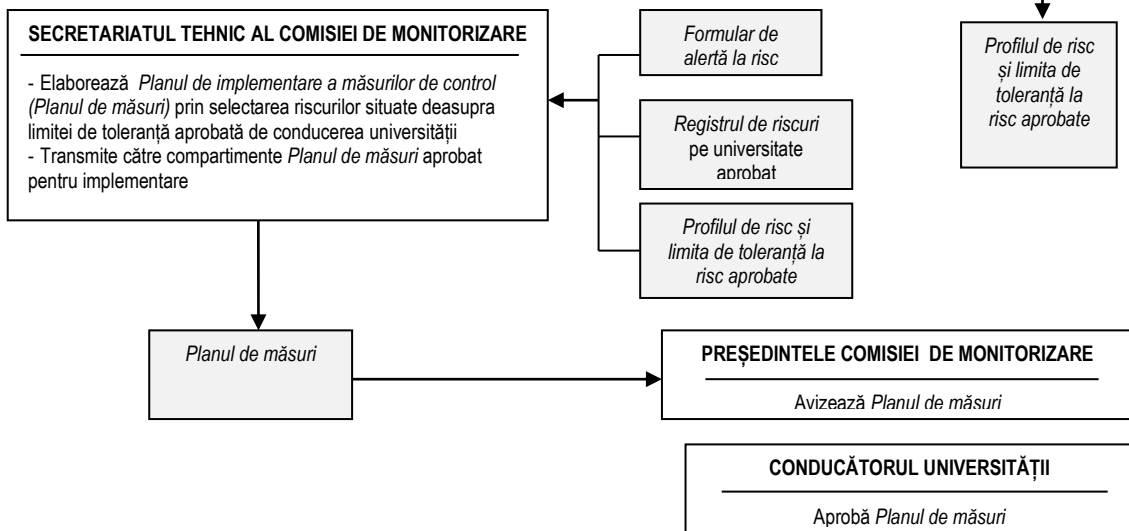 SECRETARIATUL TEHNIC AL COMISIEI DE MONITORIZARE
- Elaborează Planul de implementare a măsurilor de control
(Planul de măsuri) prin selectarea riscurilor situate deasupra
limitei de toleranță aprobată de conducerea universității
- Transmite către compartimente Planul de măsuri aprobat
pentru implementare
Formular de
alertă la risc
Registrul de riscuri
pe universitate
aprobat
Profilul de risc și
limita de toleranță la
risc aprobate
Profilul de risc
și limita de
toleranță la
risc aprobate
Planul de măsuri
PREȘEDINTELE COMISIEI DE MONITORIZARE
Avizează Planul de măsuri
CONDUCĂTORUL UNIVERSITĂȚII
Aprobă Planul de măsuri